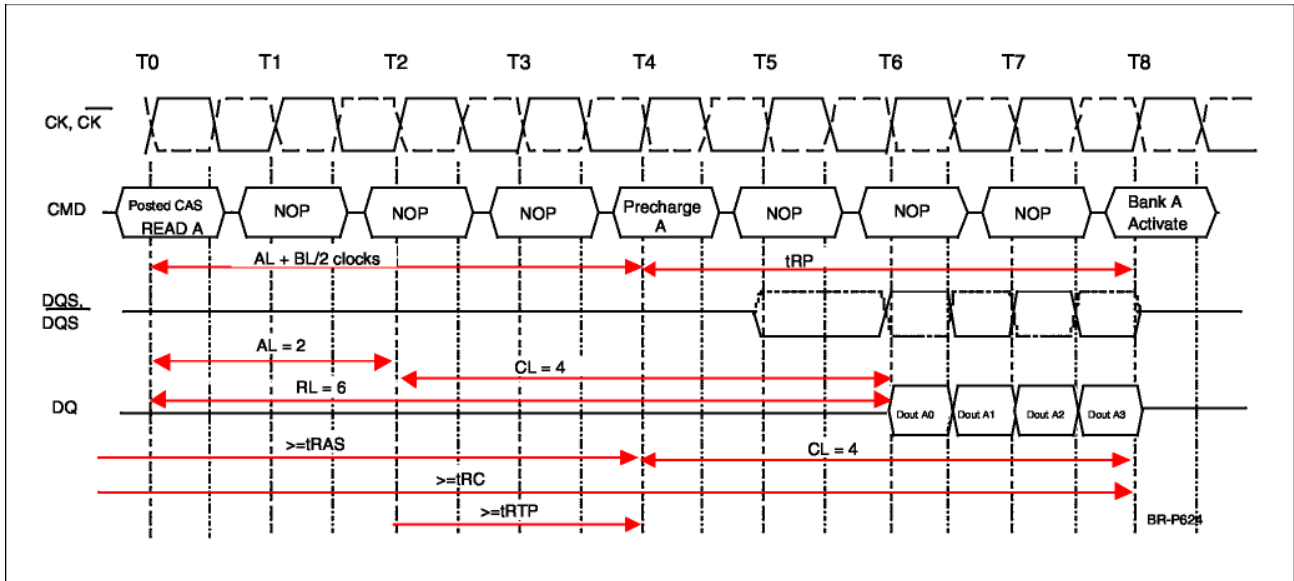 T0 T1 T2 T3 T4 T5 T6 T7 T8
CK, CK
CMD
Posted CAS
READ A
NOP
NOP
NOP
Precharge
A
NOP
NOP
NOP
Bank A
Activate
AL + BL/2 clocks
tRP
DQS,
DQS
AL = 2
CL = 4
RL = 6
DQ
Dout A0
Dout A1
Dout A2
Dout A3
>=tRAS
CL = 4
>=tRC
>=tRTP
BR-P624